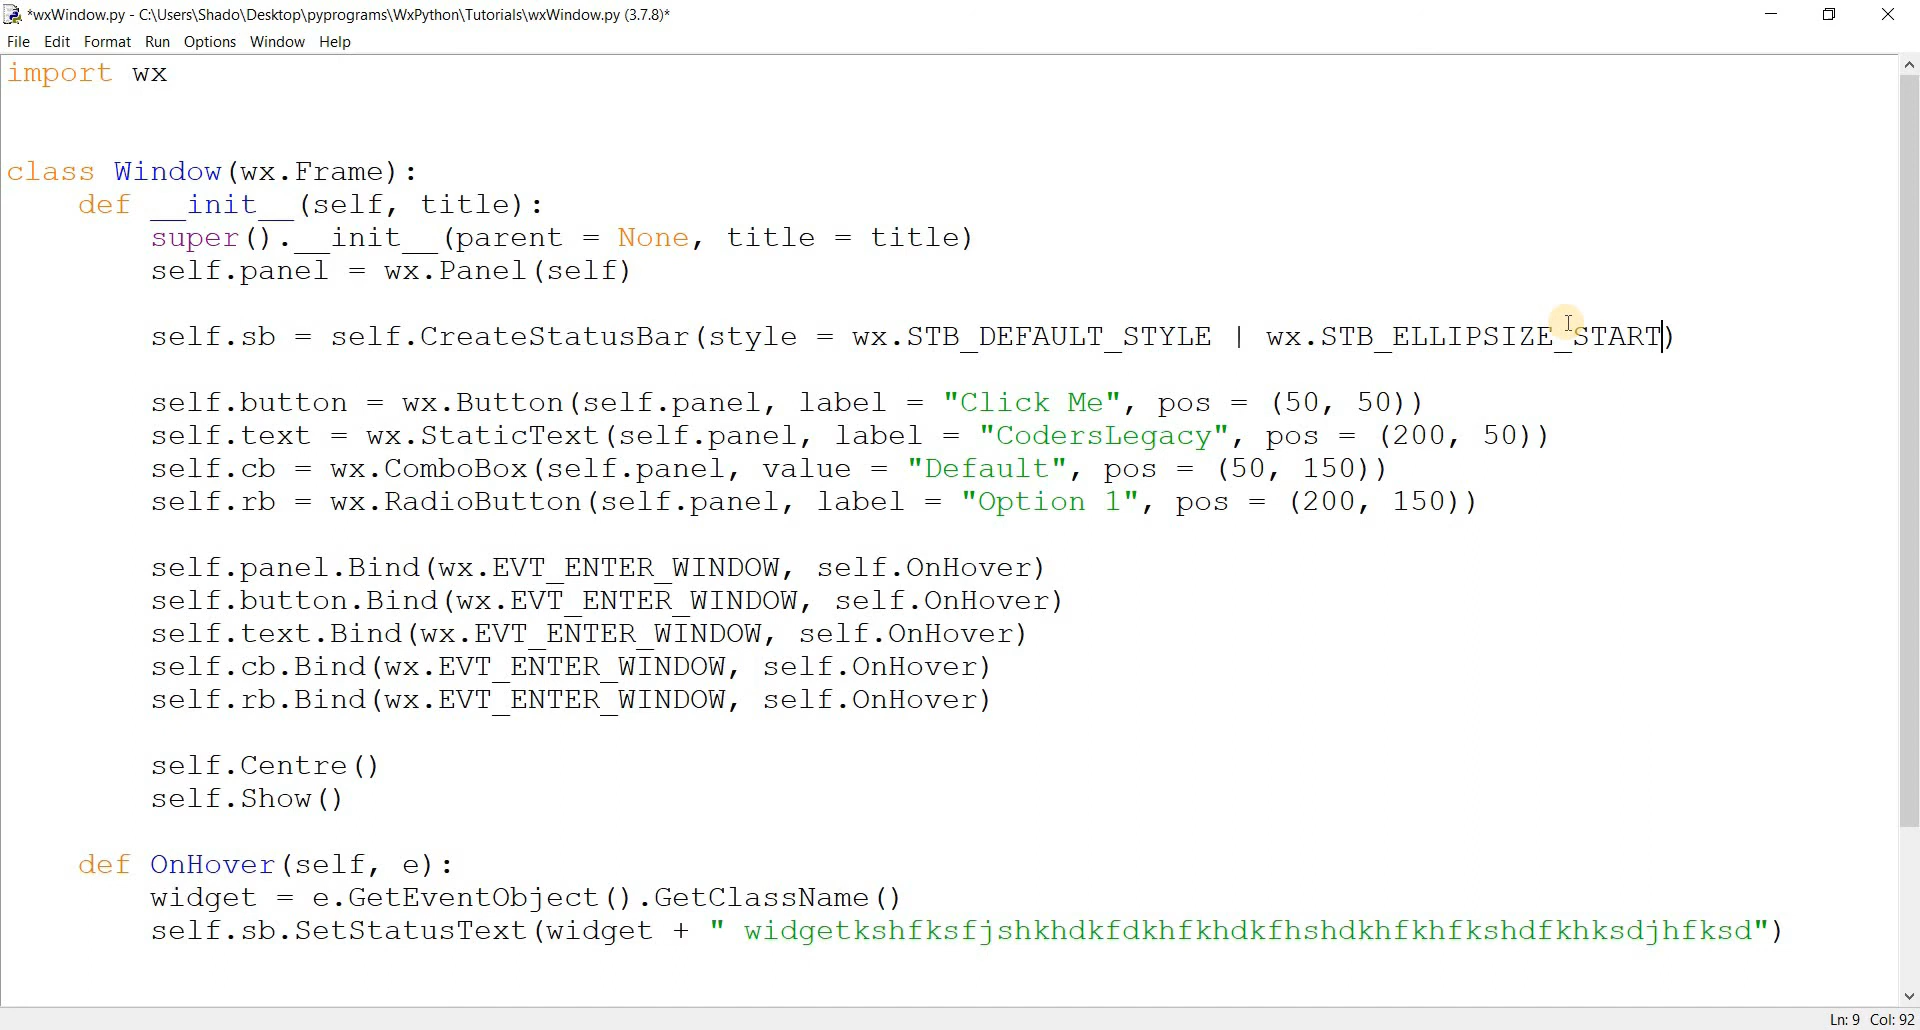 *wxWindow.py - C:\Users\Shado\Desktop\pyprograms\WxPython\Tutorials\wxWindow.py (3.7.8)*
File Edit Format Run Options Window Help
import wx
class Window(wx.Frame):
    def __init__(self, title):
        super().__init__(parent = None, title = title)
        self.panel = wx.Panel(self)
        self.sb = self.CreateStatusBar(style = wx.STB_DEFAULT_STYLE | wx.STB_ELLIPSIZE_START)
        self.button = wx.Button(self.panel, label = "Click Me", pos = (50, 50))
        self.text = wx.StaticText(self.panel, label = "CodersLegacy", pos = (200, 50))
        self.cb = wx.ComboBox(self.panel, value = "Default", pos = (50, 150))
        self.rb = wx.RadioButton(self.panel, label = "Option 1", pos = (200, 150))
        self.panel.Bind(wx.EVT_ENTER_WINDOW, self.OnHover)
        self.button.Bind(wx.EVT_ENTER_WINDOW, self.OnHover)
        self.text.Bind(wx.EVT_ENTER_WINDOW, self.OnHover)
        self.cb.Bind(wx.EVT_ENTER_WINDOW, self.OnHover)
        self.rb.Bind(wx.EVT_ENTER_WINDOW, self.OnHover)
        self.Centre()
        self.Show()
    def OnHover(self, e):
        widget = e.GetEventObject().GetClassName()
        self.sb.SetStatusText(widget + " widgetkshfksfjshkhdkfdkhfkhdkfhshdkhfkhfkshdfkhksdjhfksd")
Ln: 9 Col: 92